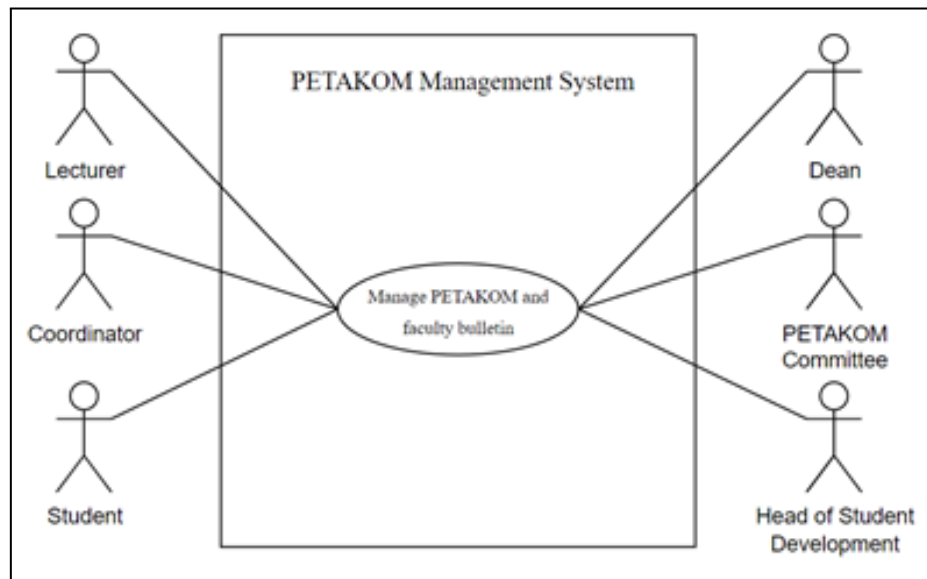 PETAKOM Management System
Lecturer
Dean
Manage PETAKOM and
faculty bulletin
Coordinator
PETAKOM
Committee
Student
Head of Student
Development